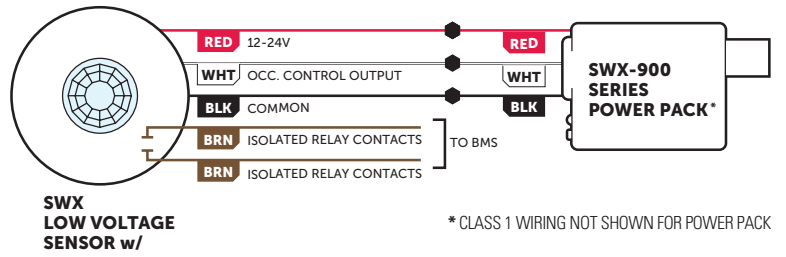 RED 12-24V RED
WHT OCC. CONTROL OUTPUT WHT
BLK COMMON BLK
SWX-900
SERIES
POWER PACK*
BRN ISOLATED RELAY CONTACTS
TO BMS
BRN ISOLATED RELAY CONTACTS
SWX
LOW VOLTAGE
SENSOR w/
* CLASS 1 WIRING NOT SHOWN FOR POWER PACK